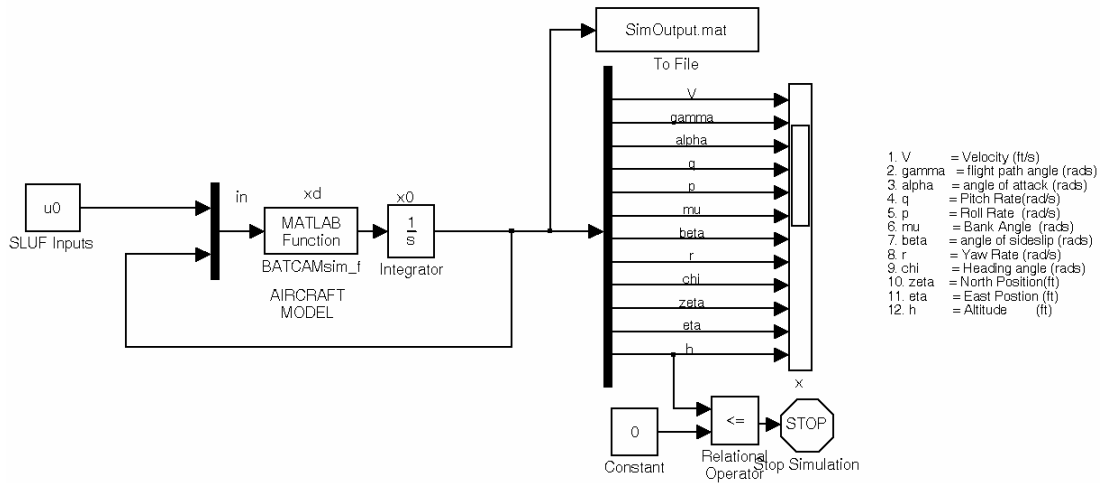 SimOutput.mat
To File
V
gamma
alpha
q
p
mu
beta
r
chi
zeta
eta
h
x
u0
SLUF Inputs
in
xd
MATLAB
Function
BATCAMsim_f
AIRCRAFT
MODEL
x0
1
s
Integrator
0
Constant
<=
Relational
Operator
STOP
Stop Simulation
1. V = Velocity (ft/s)
2. gamma = flight path angle (rads)
3. alpha = angle of attack (rads)
4. q = Pitch Rate(rad/s)
5. p = Roll Rate (rad/s)
6. mu = Bank Angle (rads)
7. beta = angle of sideslip (rads)
8. r = Yaw Rate (rad/s)
9. chi = Heading angle (rads)
10. zeta = North Position(ft)
11. eta = East Postion (ft)
12. h = Altitude (ft)